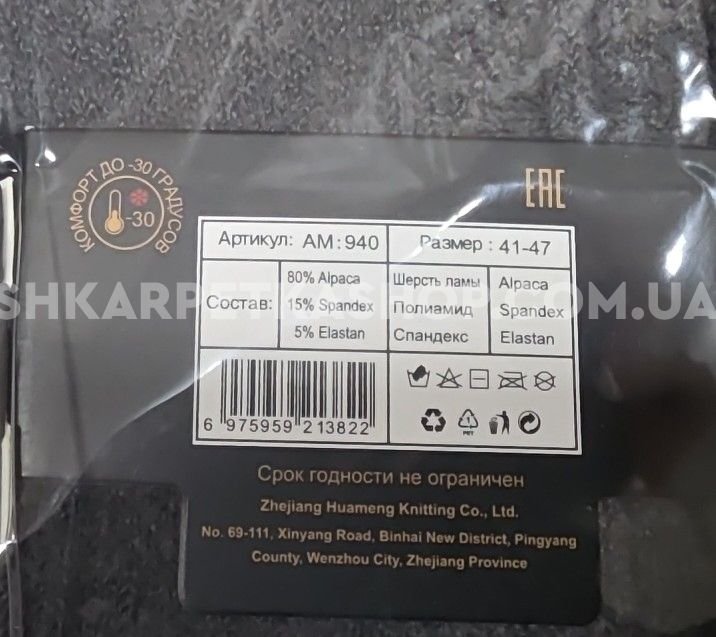 КОМФОРТ ДО -30 ГРАДУСОВ
-30
EAC
Артикул: AM:940
Размер : 41-47
Состав:
80% Alpaca
15% Spandex
5% Elastan
Шерсть ламы
Полиамид
Спандекс
Alpaca
Spandex
Elastan
SHKARPETKASHOP.COM.UA
6 975959 213822
1
PET
Срок годности не ограничен
Zhejiang Huameng Knitting Co., Ltd.
No. 69-111, Xinyang Road, Binhai New District, Pingyang
County, Wenzhou City, Zhejiang Province